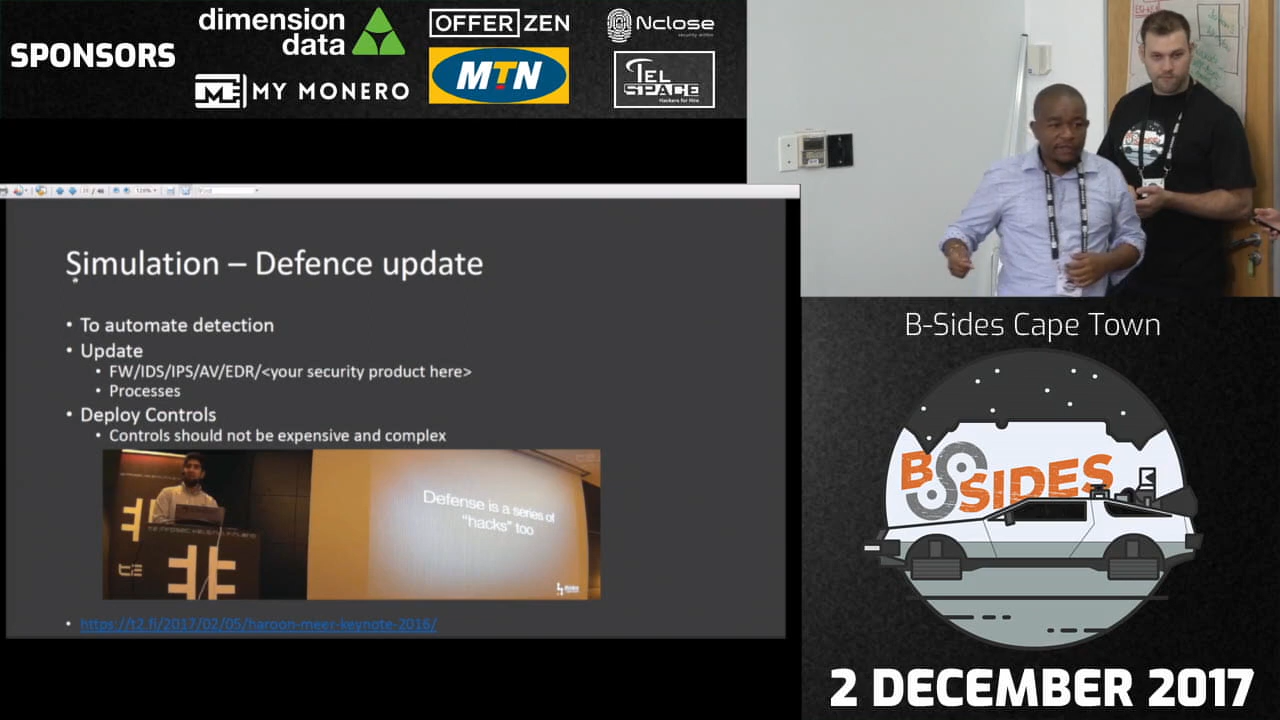 SPONSORS
dimension
data
OFFERZEN
Nclose
MY MONERO
MTN
TEL
SPACE
Hackers for Hire
Simulation – Defence update
• To automate detection
• Update
• FW/IDS/IPS/AV/EDR/<your security product here>
• Processes
• Deploy Controls
• Controls should not be expensive and complex
Defense is a series of
"hacks" too
• https://t2.fi/2017/02/05/haroon-meer-keynote-2016/
B-Sides Cape Town
BSIDES
2 DECEMBER 2017